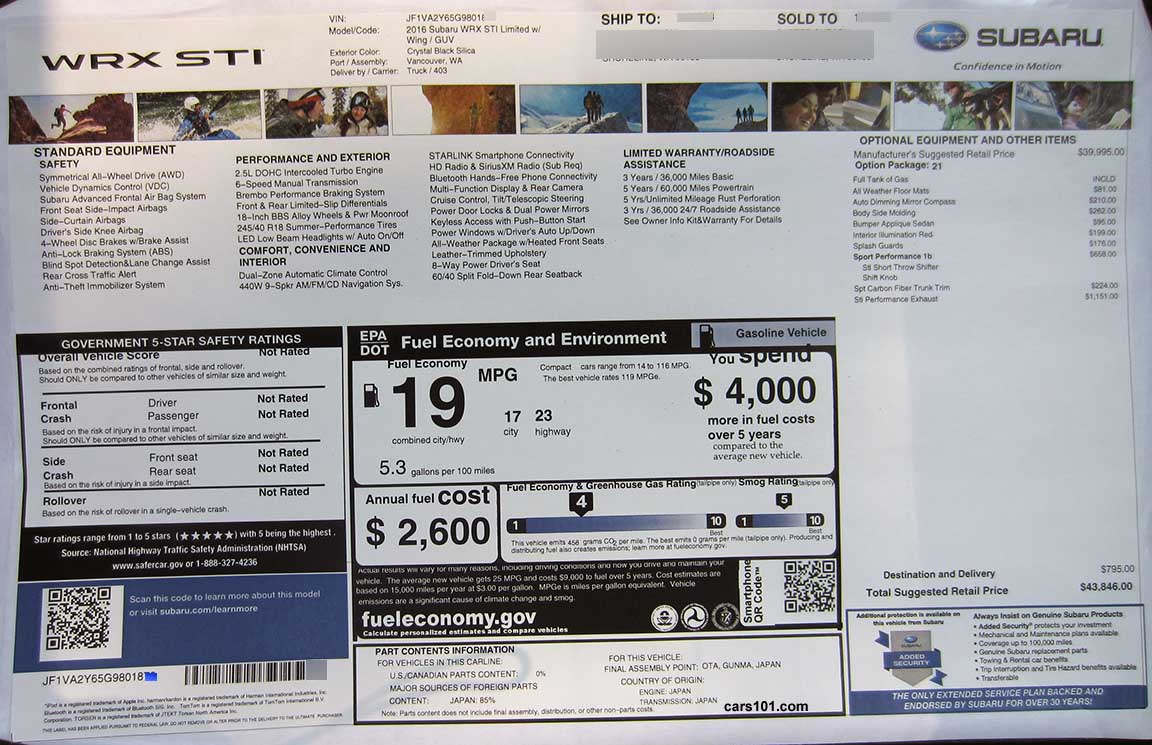 WRX STI
VIN: JF1VA2Y65G9801
Model/Code: 2016 Subaru WRX STI Limited w/
Wing / GUV
Exterior Color: Crystal Black Silica
Port / Assembly: Vancouver, WA
Deliver by / Carrier: Truck / 403
SHIP TO:
SOLD TO
SUBARU
Confidence in Motion
STANDARD EQUIPMENT
SAFETY
Symmetrical All-Wheel Drive (AWD)
Vehicle Dynamics Control (VDC)
Subaru Advanced Frontal Air Bag System
Front Seat Side-Impact Airbags
Side-Curtain Airbags
Driver's Side Knee Airbag
4-Wheel Disc Brakes w/Brake Assist
Anti-Lock Braking System (ABS)
Blind Spot Detection&Lane Change Assist
Rear Cross Traffic Alert
Anti-Theft Immobilizer System
PERFORMANCE AND EXTERIOR
2.5L DOHC Intercooled Turbo Engine
6-Speed Manual Transmission
Brembo Performance Braking System
Front & Rear Limited-Slip Differentials
18-Inch BBS Alloy Wheels & Pwr Moonroof
245/40 R18 Summer-Performance Tires
LED Low Beam Headlights w/ Auto On/Off
COMFORT, CONVENIENCE AND
INTERIOR
Dual-Zone Automatic Climate Control
440W 9-Spkr AM/FM/CD Navigation Sys.
STARLINK Smartphone Connectivity
HD Radio & SiriusXM Radio (Sub Req)
Bluetooth Hands-Free Phone Connectivity
Multi-Function Display & Rear Camera
Cruise Control, Tilt/Telescopic Steering
Power Door Locks & Dual Power Mirrors
Keyless Access with Push-Button Start
Power Windows w/Driver's Auto Up/Down
All-Weather Package w/Heated Front Seats
Leather-Trimmed Upholstery
8-Way Power Driver's Seat
60/40 Split Fold-Down Rear Seatback
LIMITED WARRANTY/ROADSIDE
ASSISTANCE
3 Years / 36,000 Miles Basic
5 Years / 60,000 Miles Powertrain
5 Yrs/Unlimited Mileage Rust Perforation
3 Yrs / 36,000 24/7 Roadside Assistance
See Owner Info Kit&Warranty For Details
OPTIONAL EQUIPMENT AND OTHER ITEMS
Manufacturer's Suggested Retail Price $39,995.00
Option Package: 21
Full Tank of Gas INCLD
All Weather Floor Mats $81.00
Auto Dimming Mirror Compass $210.00
Body Side Molding $262.00
Bumper Applique Sedan $95.00
Interior Illumination Red $199.00
Splash Guards $176.00
Sport Performance 1b $658.00
Sti Short Throw Shifter
Shift Knob
Spt Carbon Fiber Trunk Trim $224.00
Sti Performance Exhaust $1,151.00
Destination and Delivery $795.00
Total Suggested Retail Price $43,846.00
GOVERNMENT 5-STAR SAFETY RATINGS
Overall Vehicle Score Not Rated
Based on the combined ratings of frontal, side and rollover.
Should ONLY be compared to other vehicles of similar size and weight.
Frontal Driver Not Rated
Crash Passenger Not Rated
Based on the risk of injury in a frontal impact.
Should ONLY be compared to other vehicles of similar size and weight.
Side Front seat Not Rated
Crash Rear seat Not Rated
Based on the risk of injury in a side impact.
Rollover Not Rated
Based on the risk of rollover in a single-vehicle crash.
Star ratings range from 1 to 5 stars (★★★★★) with 5 being the highest.
Source: National Highway Traffic Safety Administration (NHTSA)
www.safercar.gov or 1-888-327-4236
Scan this code to learn more about this model
or visit subaru.com/learnmore
JF1VA2Y65G98018
EPA
DOT
Fuel Economy and Environment
Gasoline Vehicle
Fuel Economy
19 MPG
combined city/hwy
17 city
23 highway
5.3 gallons per 100 miles
Compact cars range from 14 to 116 MPG.
The best vehicle rates 119 MPGe.
You spend
$ 4,000
more in fuel costs
over 5 years
compared to the
average new vehicle.
Annual fuel cost
$ 2,600
Fuel Economy & Greenhouse Gas Rating (tailpipe only) Smog Rating (tailpipe only)
4
1 10
Best
5
1 10
Best
This vehicle emits 458 grams CO2 per mile. The best emits 0 grams per mile (tailpipe only). Producing and
distributing fuel also creates emissions; learn more at fueleconomy.gov.
Actual results will vary for many reasons, including driving conditions and how you drive and maintain your
vehicle. The average new vehicle gets 25 MPG and costs $9,000 to fuel over 5 years. Cost estimates are
based on 15,000 miles per year at $3.00 per gallon. MPGe is miles per gallon equivalent. Vehicle
emissions are a significant cause of climate change and smog.
fueleconomy.gov
Calculate personalized estimates and compare vehicles
Smartphone
QR Code™
PART CONTENTS INFORMATION
FOR VEHICLES IN THIS CARLINE:
U.S./CANADIAN PARTS CONTENT: 0%
MAJOR SOURCES OF FOREIGN PARTS
CONTENT: JAPAN: 85%
Note: Parts content does not include final assembly, distribution, or other non-parts costs.
FOR THIS VEHICLE:
FINAL ASSEMBLY POINT: OTA, GUNMA, JAPAN
COUNTRY OF ORIGIN:
ENGINE: JAPAN
TRANSMISSION: JAPAN
cars101.com
Additional protection is available on
this vehicle from Subaru
SUBARU
ADDED
SECURITY
Always Insist on Genuine Subaru Products
• Added Security® protects your investment
• Mechanical and Maintenance plans available
• Coverage up to 100,000 miles
• Genuine Subaru replacement parts
• Towing & Rental car benefits
• Trip Interruption and Tire Hazard benefits available
• Transferable
THE ONLY EXTENDED SERVICE PLAN BACKED AND
ENDORSED BY SUBARU FOR OVER 30 YEARS!